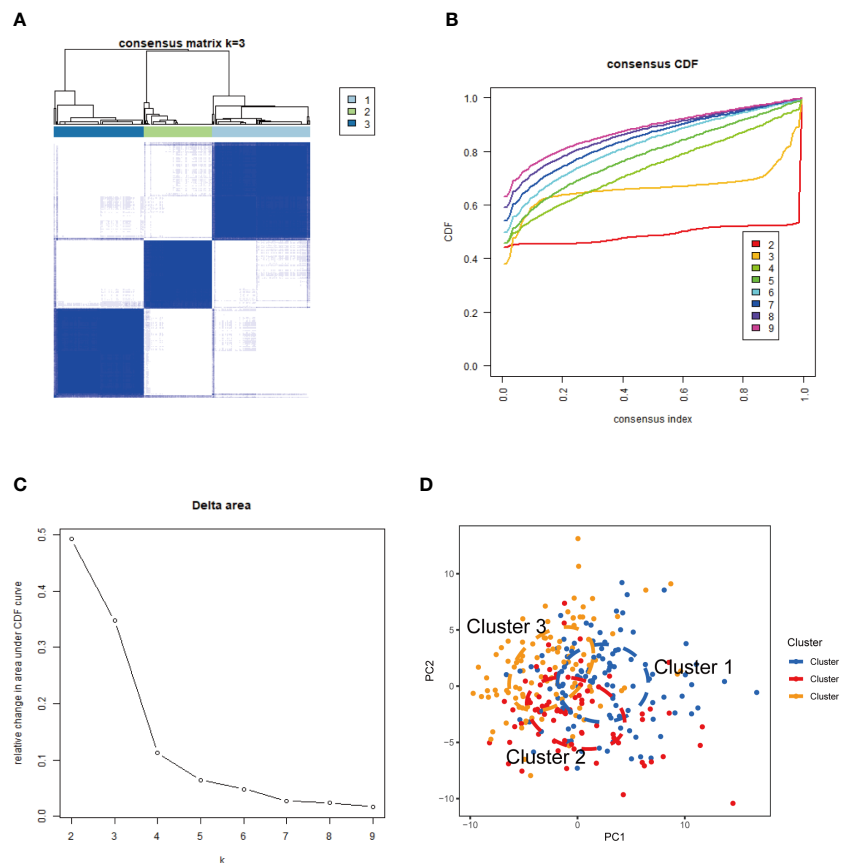 A
consensus matrix k=3
1
2
3
B
consensus CDF
CDF
1.0
0.8
0.6
0.4
0.2
0.0
2
3
4
5
6
7
8
9
0.0 0.2 0.4 0.6 0.8 1.0
consensus index
C
Delta area
relative change in area under CDF curve
0.5
0.4
0.3
0.2
0.1
0.0
2 3 4 5 6 7 8 9
k
D
PC2
10
5
0
−5
−10
Cluster 3
Cluster 1
Cluster 2
−10 0 10
PC1
Cluster
Cluster
Cluster
Cluster